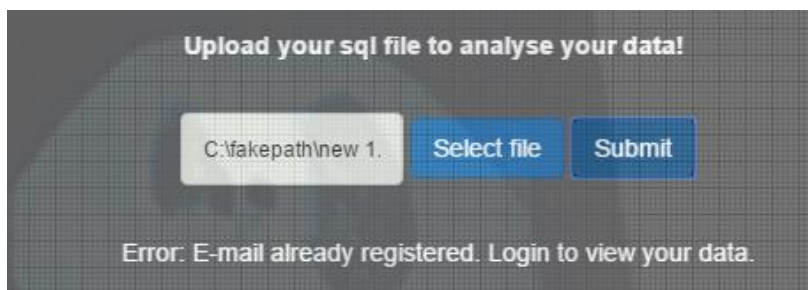 Upload your sql file to analyse your data!
C:\fakepath\new 1.
Select file
Submit
Error: E-mail already registered. Login to view your data.